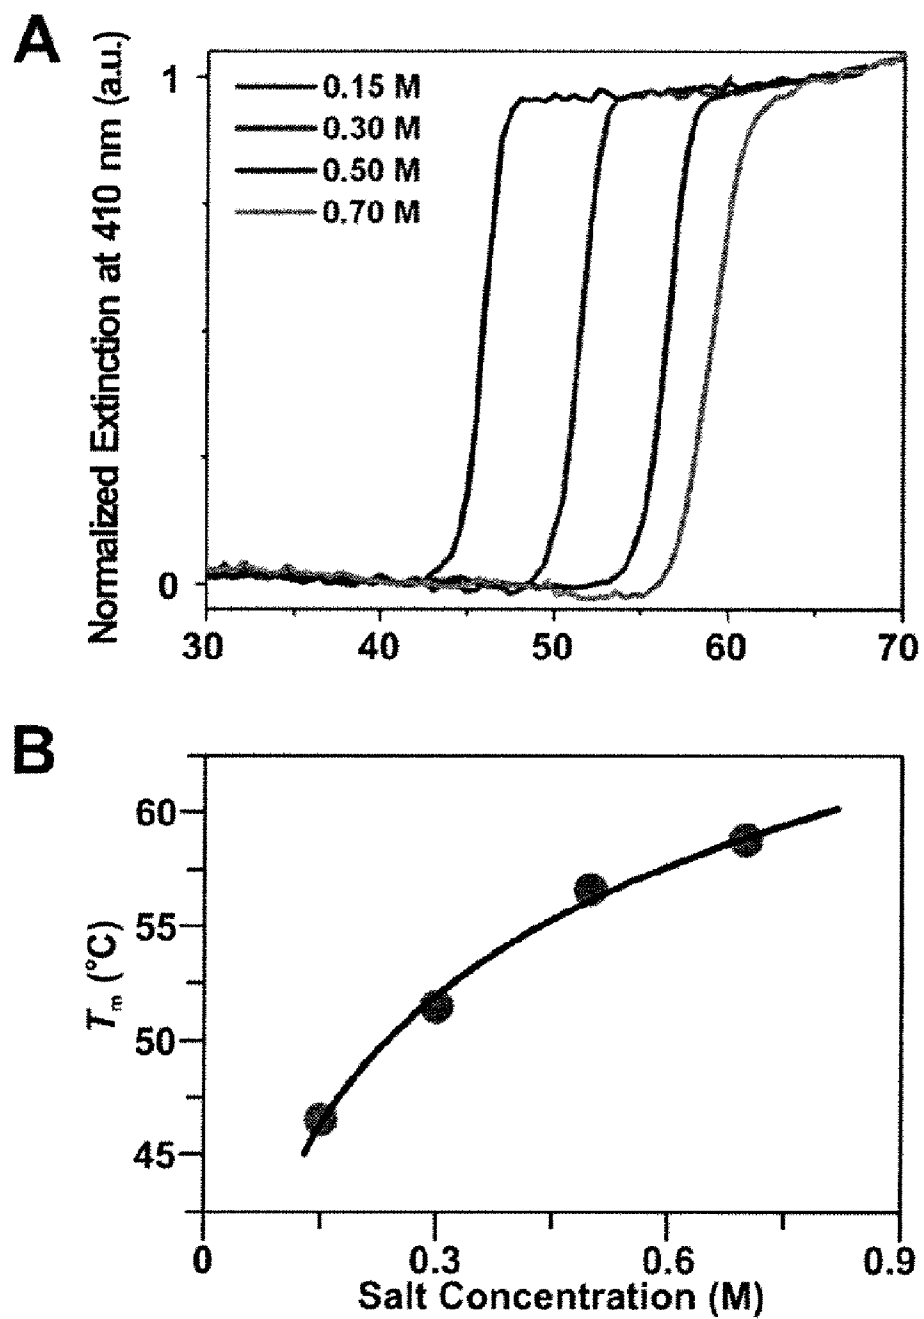 A
Normalized Extinction at 410 nm (a.u.)
1
0
0.15 M
0.30 M
0.50 M
0.70 M
30 40 50 60 70
B
Tm (°C)
60
55
50
45
0 0.3 0.6 0.9
Salt Concentration (M)